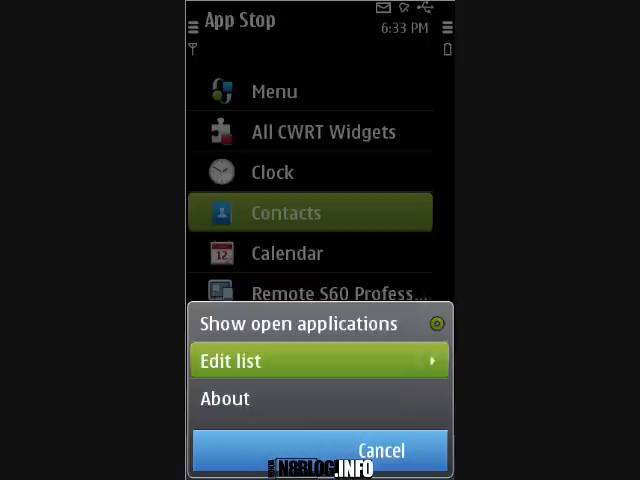 App Stop
6:33 PM
Menu
All CWRT Widgets
Clock
Contacts
12
Calendar
Remote S60 Profess...
Show open applications
Edit list
About
Cancel
N8BLOG.INFO